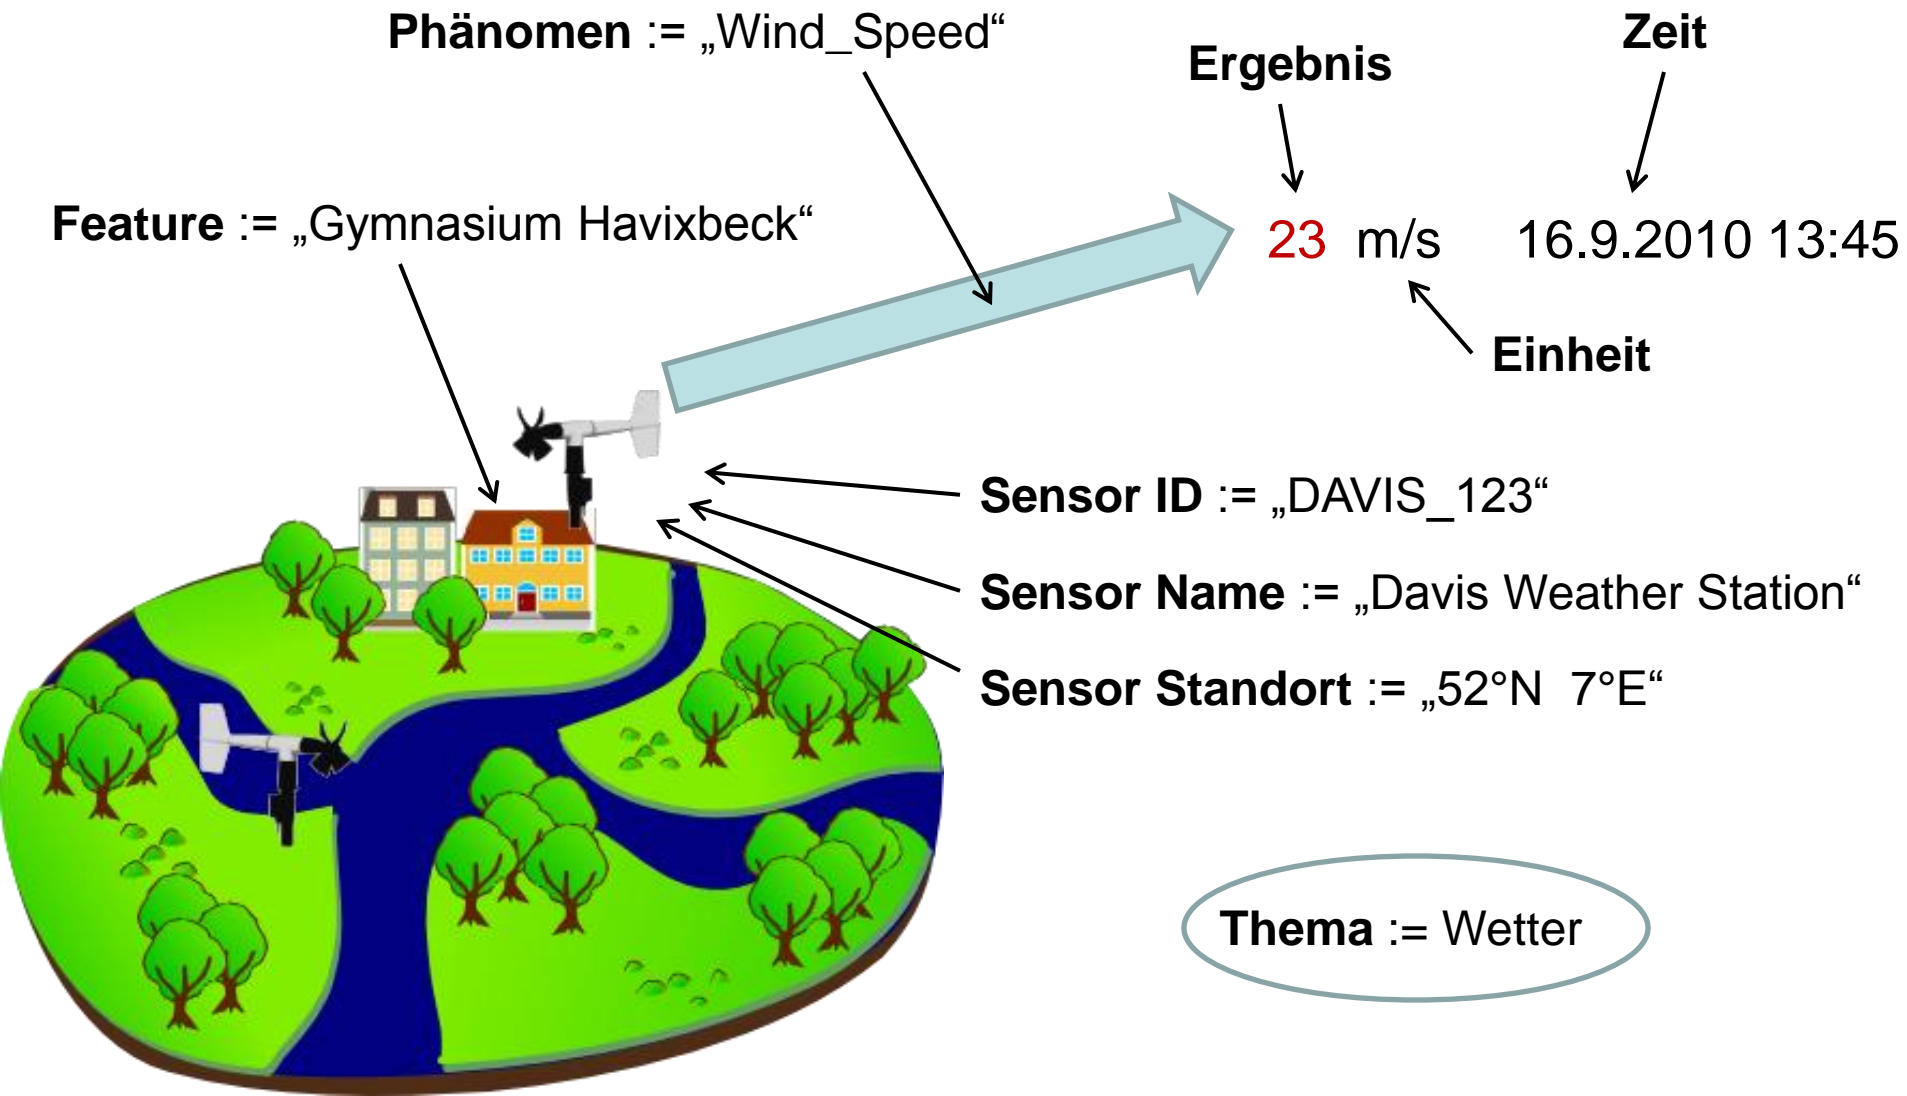 Phänomen := „Wind_Speed“
Ergebnis
Zeit
Feature := „Gymnasium Havixbeck“
23 m/s 16.9.2010 13:45
Einheit
Sensor ID := „DAVIS_123“
Sensor Name := „Davis Weather Station“
Sensor Standort := „52°N 7°E“
Thema := Wetter